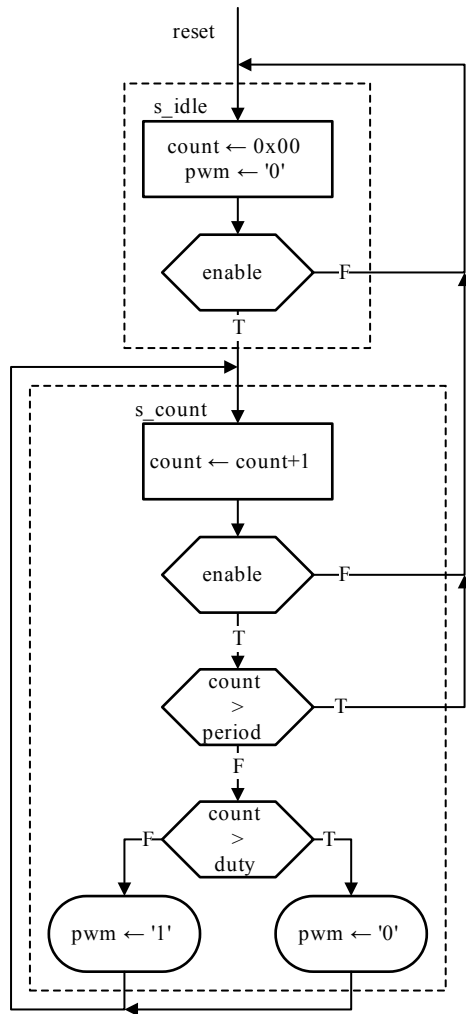 reset
s_idle
count ← 0x00
pwm ← '0'
enable
F
T
s_count
count ← count+1
enable
F
T
count
>
period
T
F
count
>
duty
F
T
pwm ← '1'
pwm ← '0'